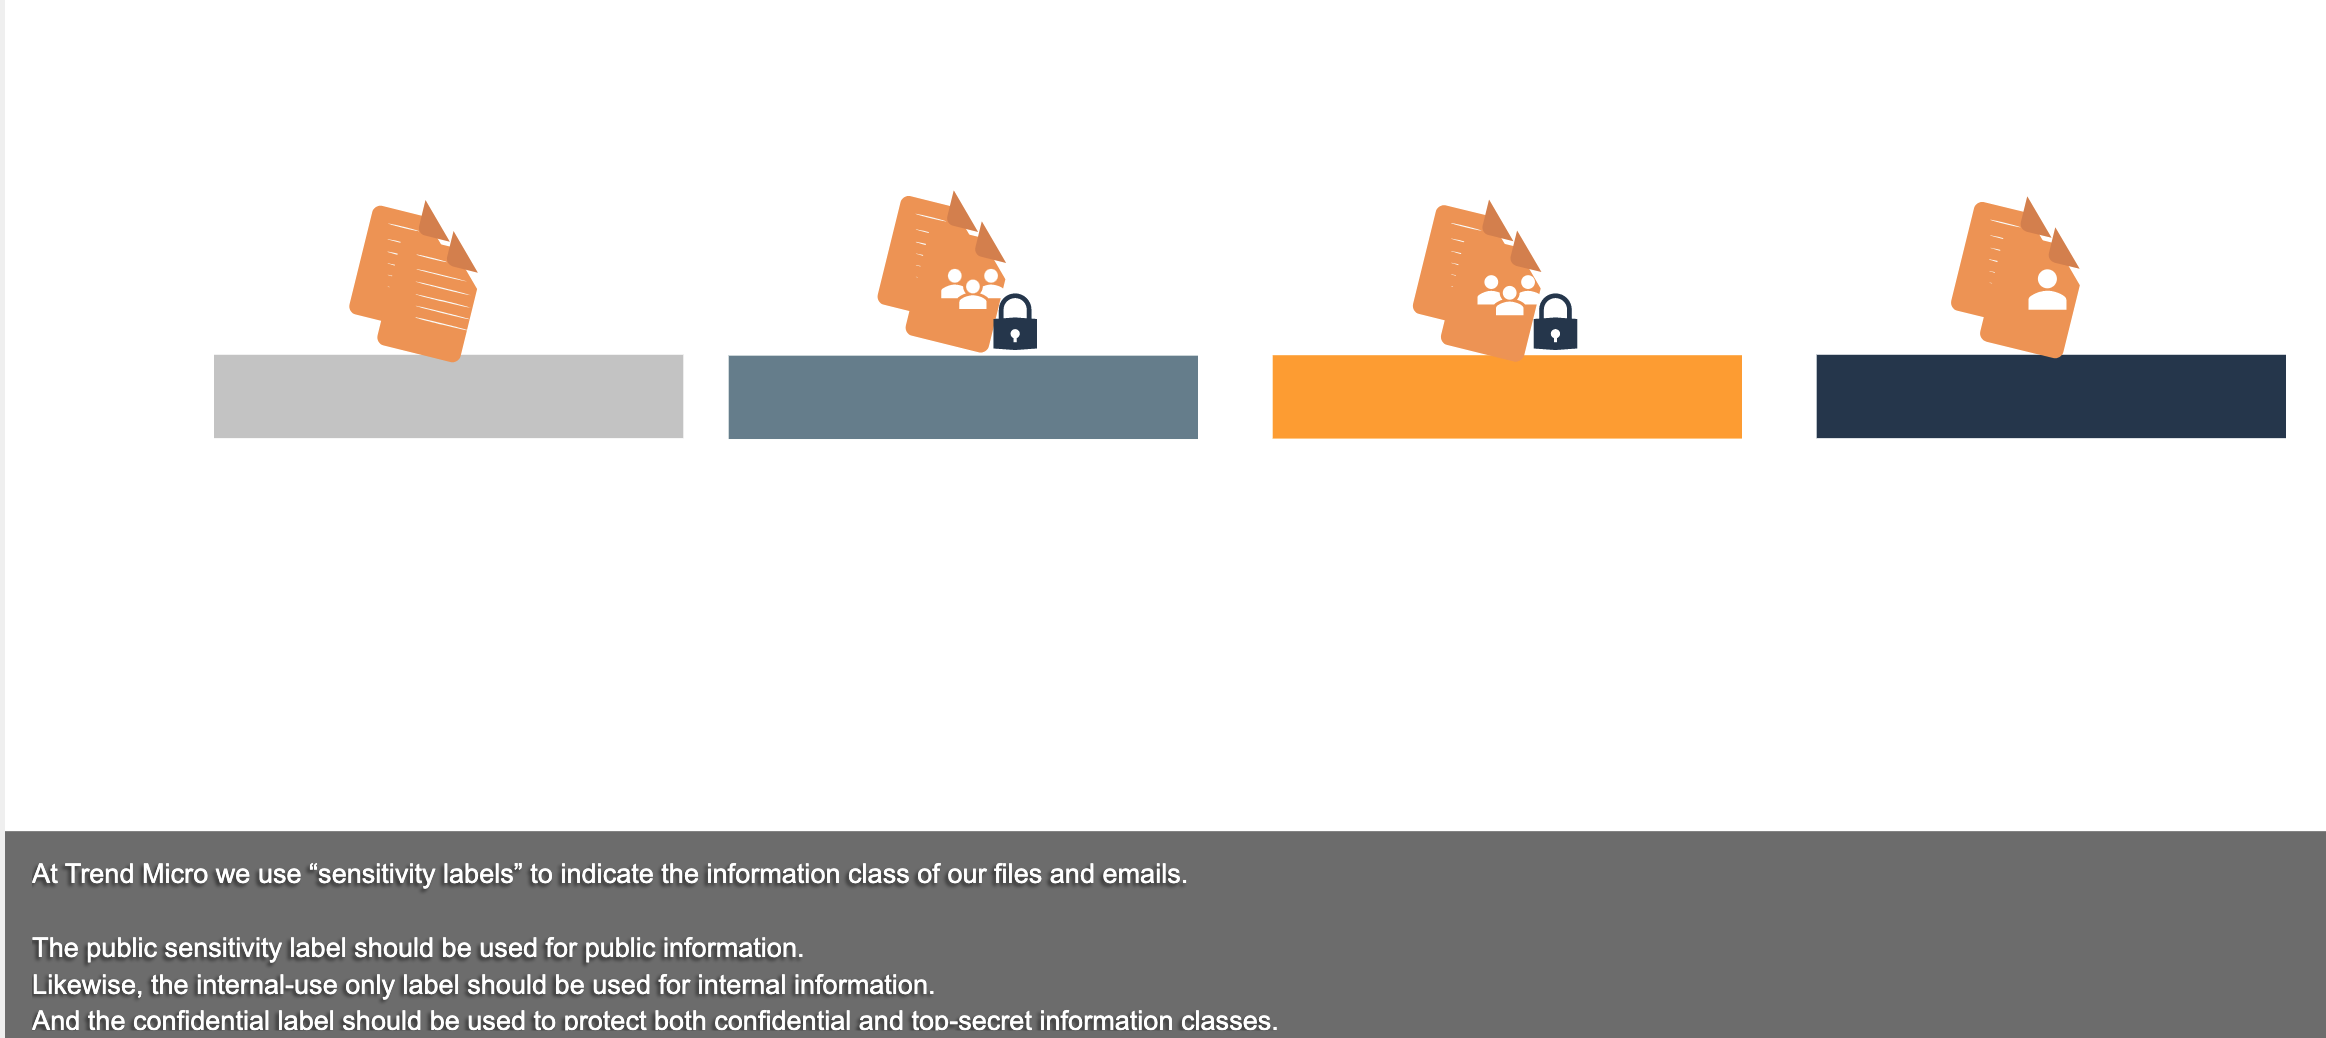 At Trend Micro we use “sensitivity labels” to indicate the information class of our files and emails.
The public sensitivity label should be used for public information.
Likewise, the internal-use only label should be used for internal information.
And the confidential label should be used to protect both confidential and top-secret information classes.